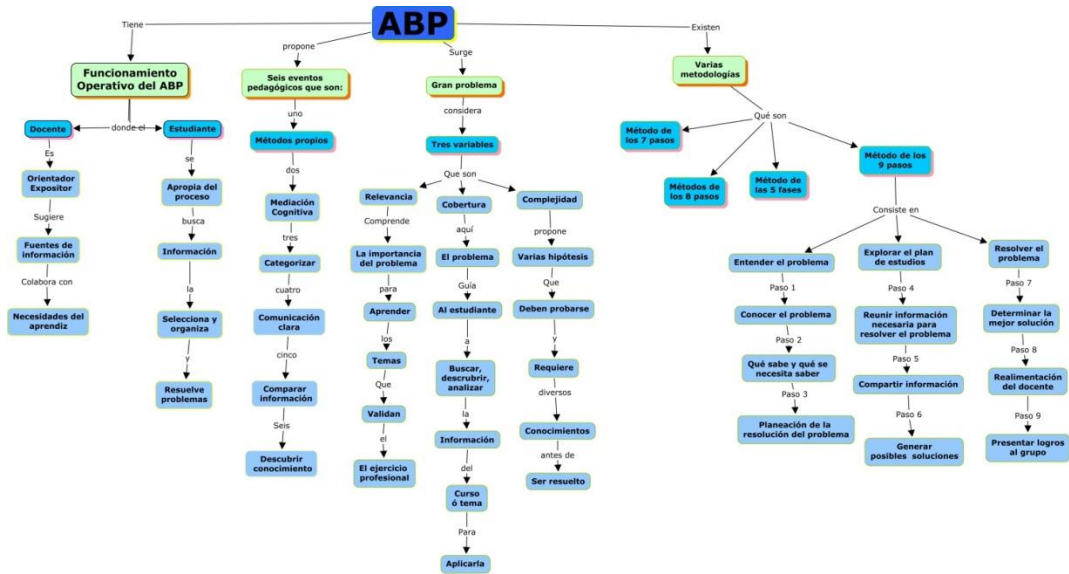 ABP
Tiene
Funcionamiento
Operativo del ABP
donde el
Docente
Es
Orientador
Expositor
Sugiere
Fuentes de
información
Colabora con
Necesidades del
aprendiz
Estudiante
se
Apropia del
proceso
busca
Información
la
Selecciona y
organiza
y
Resuelve
problemas
propone
Seis eventos
pedagógicos que son:
uno
Métodos propios
dos
Mediación
Cognitiva
tres
Categorizar
cuatro
Comunicación
clara
cinco
Comparar
información
Seis
Descubrir
conocimiento
Surge
Gran problema
considera
Tres variables
Que son
Relevancia
Comprende
La importancia
del problema
para
Aprender
los
Temas
Que
Validan
el
El ejercicio
profesional
Cobertura
aquí
El problema
Guía
Al estudiante
a
Buscar,
descrubrir,
analizar
la
Información
del
Curso
ó tema
Para
Aplicarla
Complejidad
propone
Varias hipótesis
Que
Deben probarse
y
Requiere
diversos
Conocimientos
antes de
Ser resuelto
Existen
Varias
metodologías
Qué son
Método de
los 7 pasos
Métodos de
los 8 pasos
Método de
las 5 fases
Método de los
9 pasos
Consiste en
Entender el problema
Paso 1
Conocer el problema
Paso 2
Qué sabe y qué se
necesita saber
Paso 3
Planeación de la
resolución del problema
Explorar el plan
de estudios
Paso 4
Reunir información
necesaria para
resolver el problema
Paso 5
Compartir información
Paso 6
Generar
posibles soluciones
Resolver el
problema
Paso 7
Determinar la
mejor solución
Paso 8
Realimentación
del docente
Paso 9
Presentar logros
al grupo